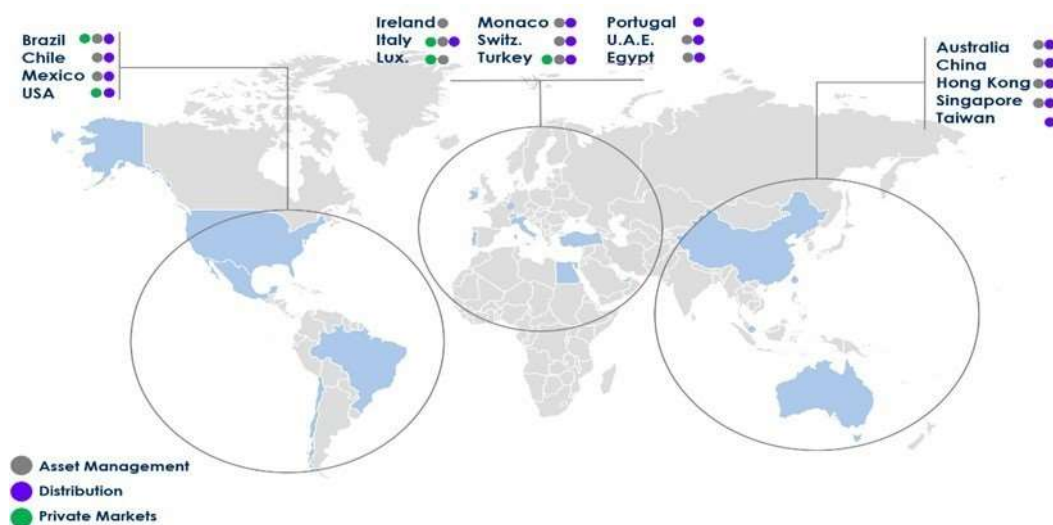 Brazil
Chile
Mexico
USA
Ireland
Italy
Lux.
Monaco
Switz.
Turkey
Portugal
U.A.E.
Egypt
Australia
China
Hong Kong
Singapore
Taiwan
Asset Management
Distribution
Private Markets